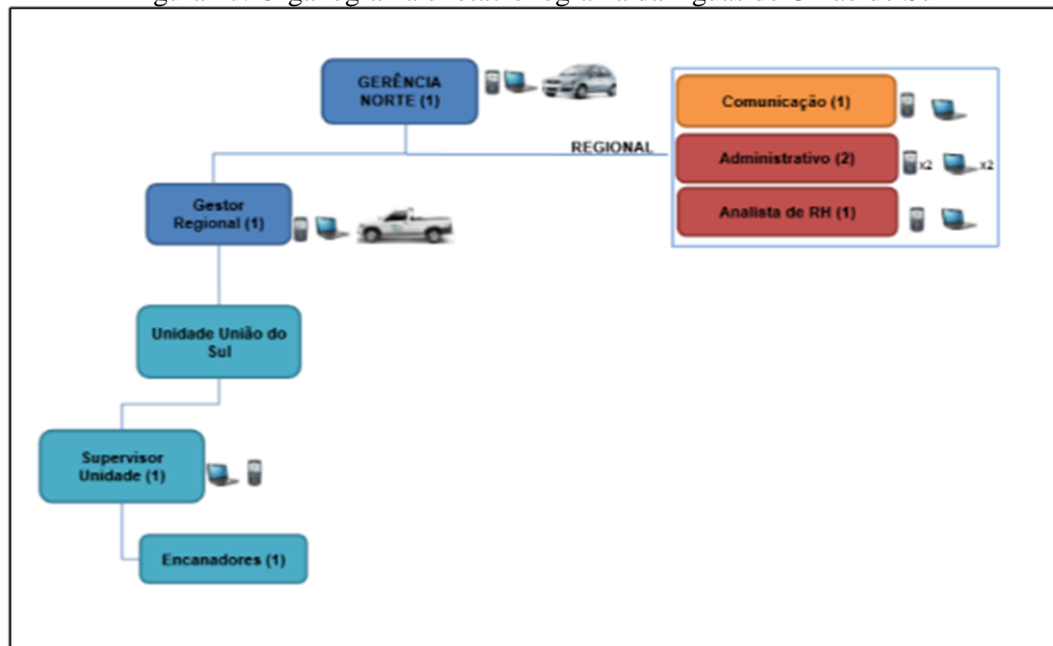 GERÊNCIA
NORTE (1)
Comunicação (1)
REGIONAL
Administrativo (2)
x2
x2
Gestor
Regional (1)
Analista de RH (1)
Unidade União do
Sul
Supervisor
Unidade (1)
Encanadores (1)